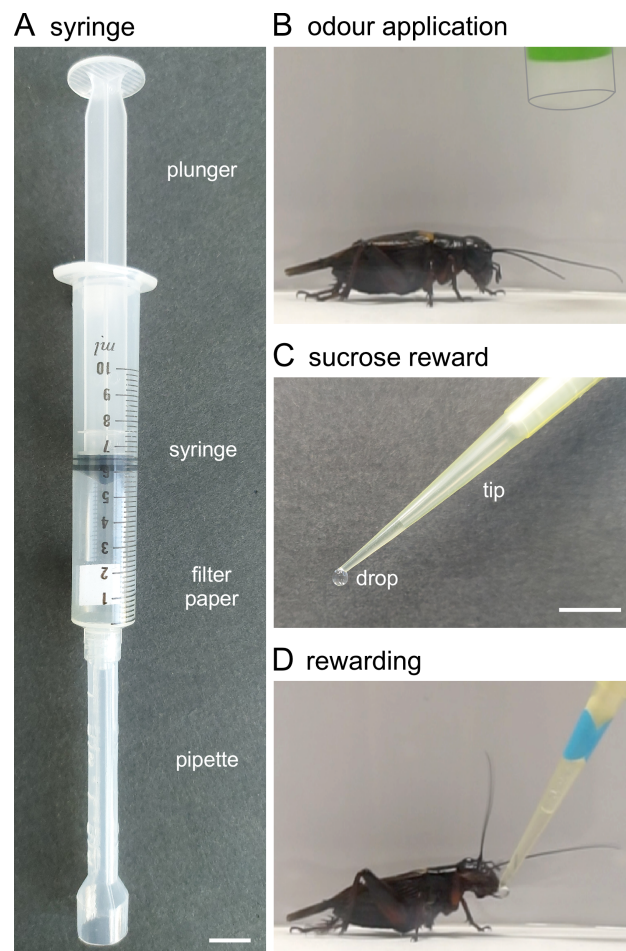 A syringe
plunger
ml
10
9
8
7
syringe
6
5
4
3
filter
paper
2
1
pipette
B odour application
C sucrose reward
tip
drop
D rewarding